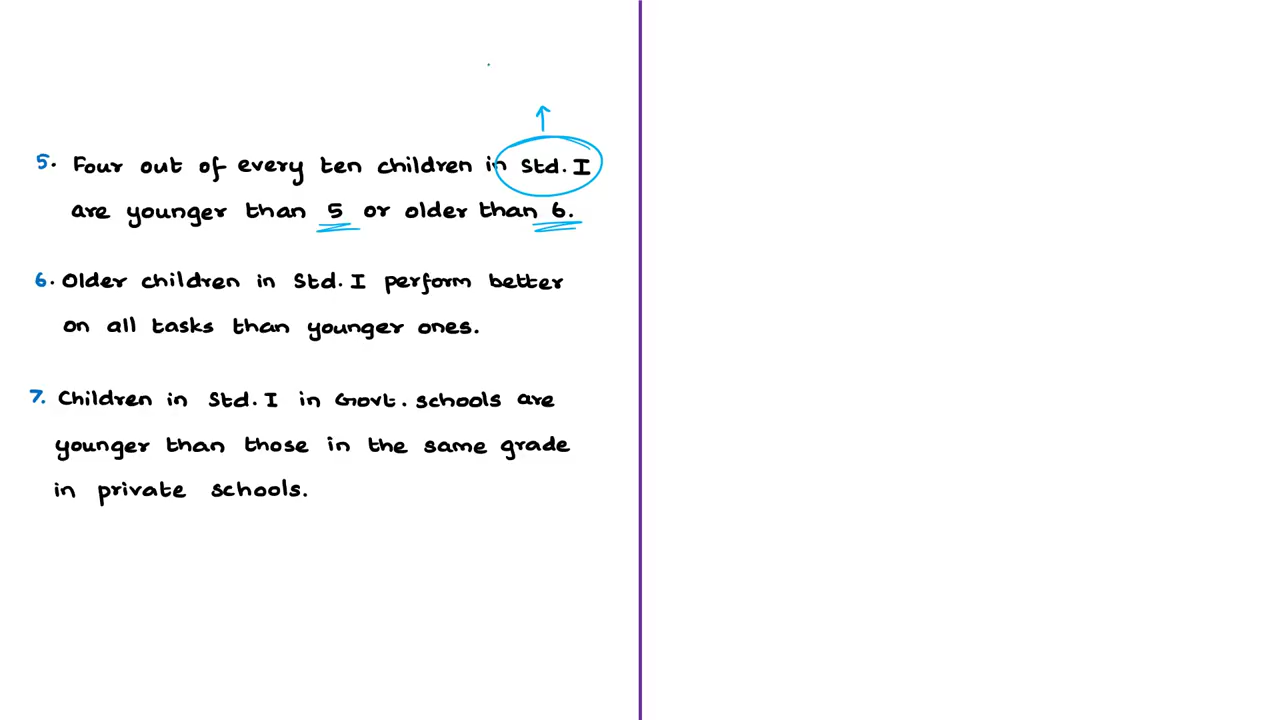 5. Four out of every ten children in Std. I
are younger than 5 or older than 6.
6. Older children in Std. I perform better
on all tasks than younger ones.
7. Children in Std. I in Govt. schools are
younger than those in the same grade
in private schools.